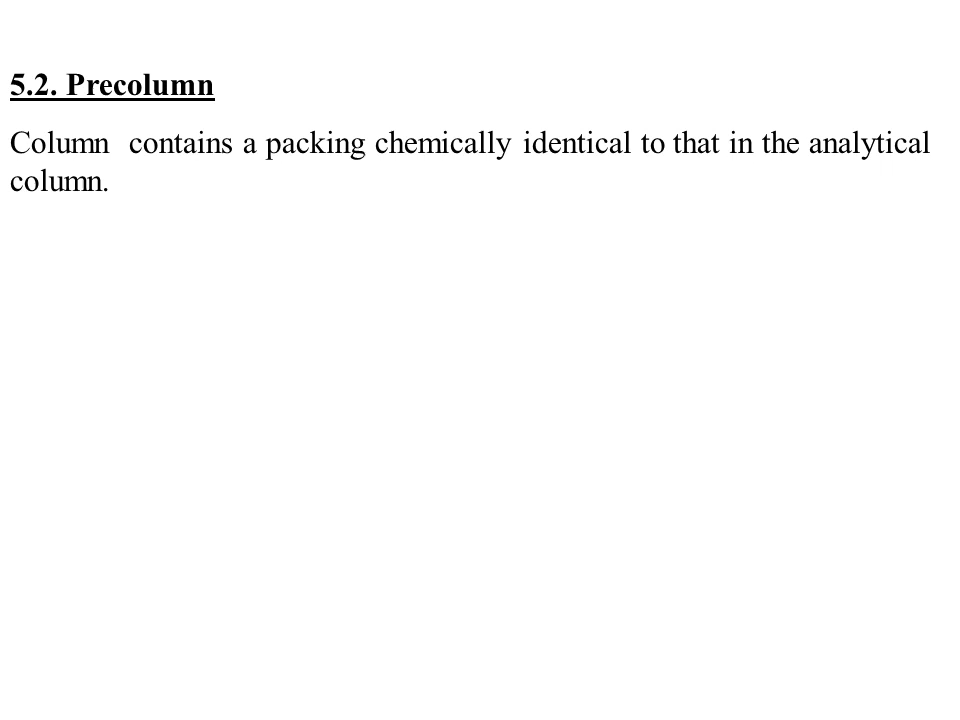 5.2. Precolumn
Column  contains a packing chemically identical to that in the analytical
column.